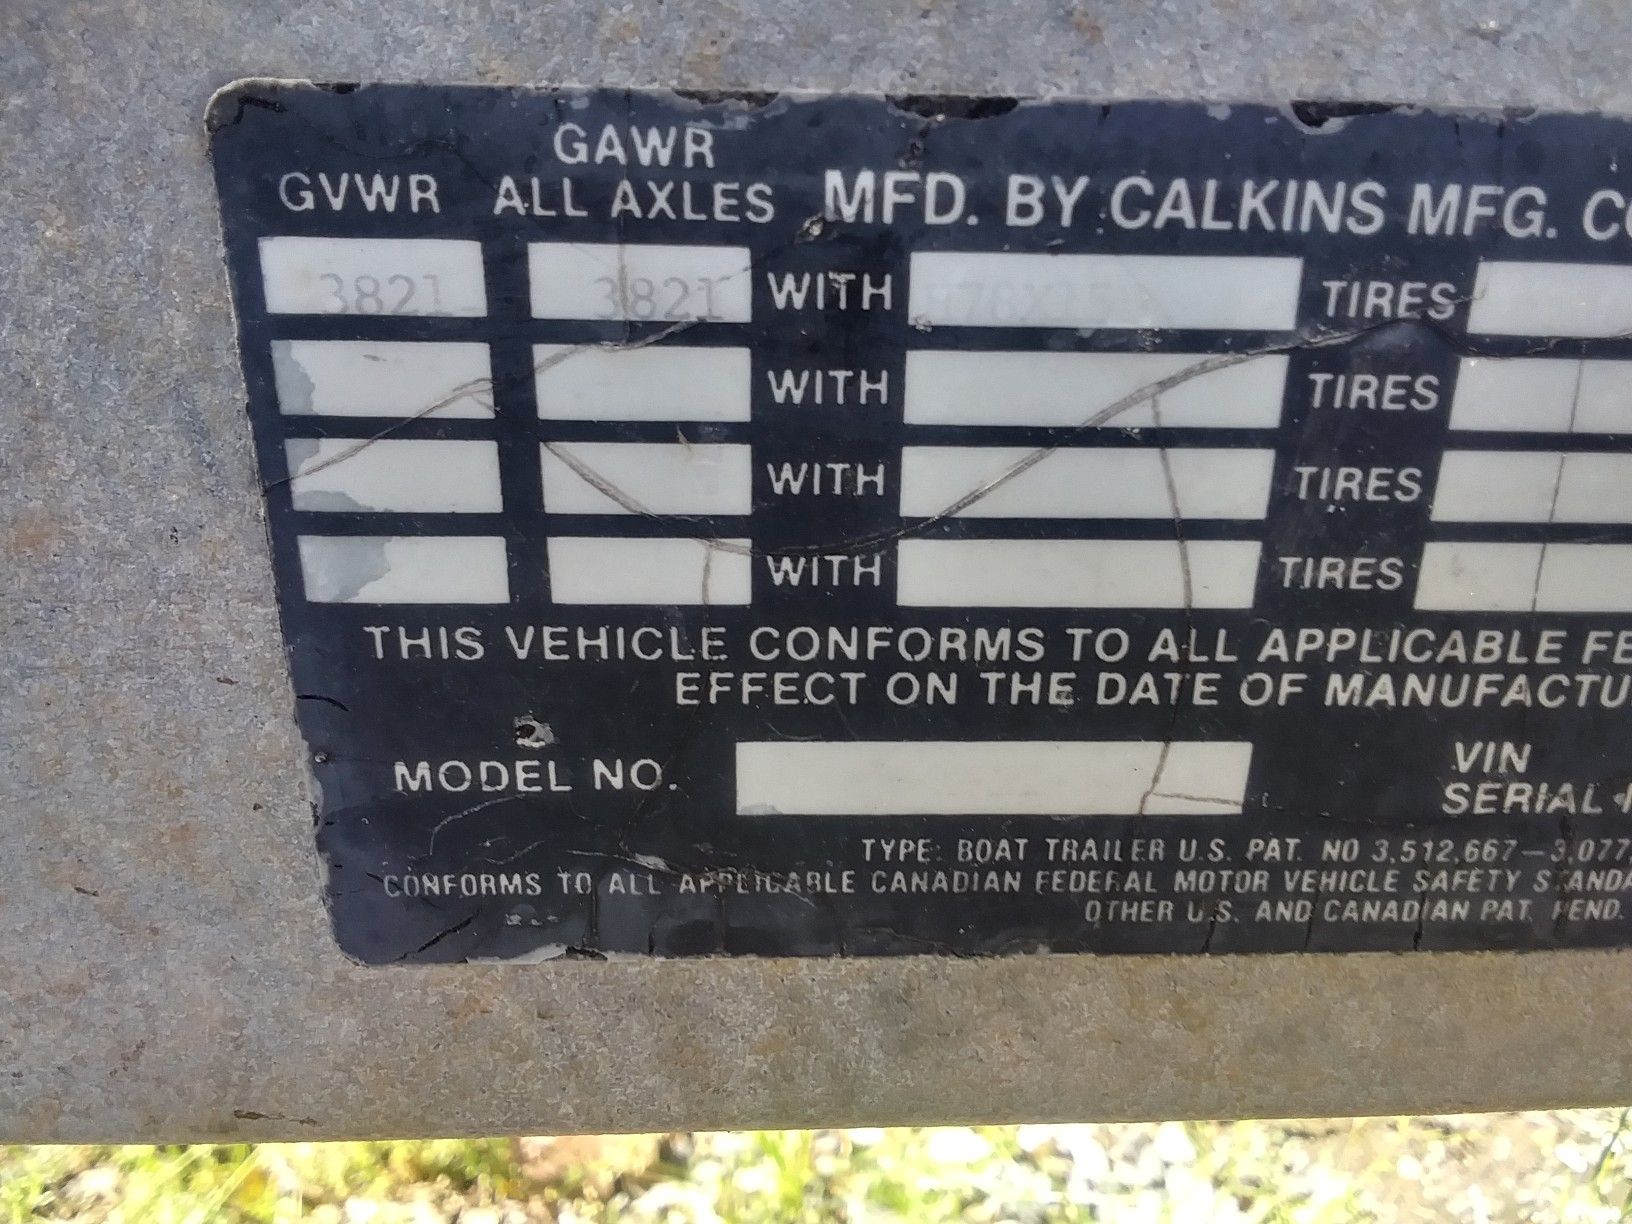 GAWR
GVWR ALL AXLES MFD. BY CALKINS MFG. CO
3821 3821 WITH TIRES
WITH TIRES
WITH TIRES
WITH TIRES
THIS VEHICLE CONFORMS TO ALL APPLICABLE FE
EFFECT ON THE DATE OF MANUFACTU
MODEL NO. VIN
SERIAL
TYPE: BOAT TRAILER U.S. PAT. NO 3,512,667-3,077,
CONFORMS TO ALL APPLICABLE CANADIAN FEDERAL MOTOR VEHICLE SAFETY STANDA
OTHER U.S. AND CANADIAN PAT. PEND.